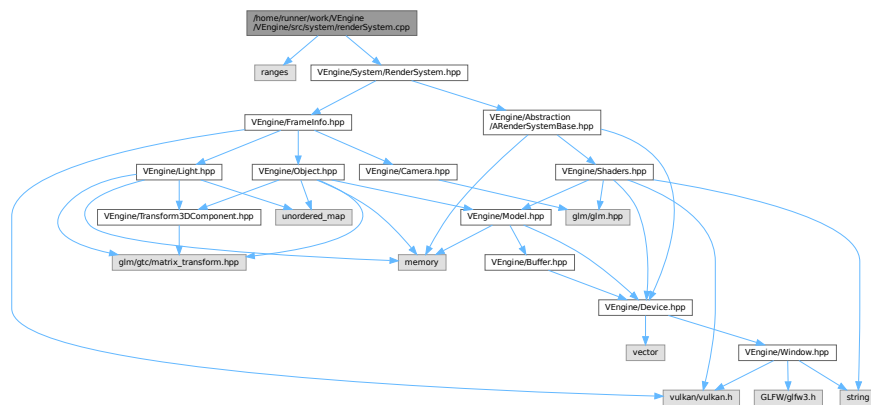 /home/runner/work/VEngine
/VEngine/src/system/renderSystem.cpp
ranges
VEngine/System/RenderSystem.hpp
VEngine/FrameInfo.hpp
VEngine/Abstraction
/ARenderSystemBase.hpp
VEngine/Light.hpp
VEngine/Object.hpp
VEngine/Camera.hpp
VEngine/Shaders.hpp
VEngine/Transform3DComponent.hpp
unordered_map
VEngine/Model.hpp
glm/glm.hpp
glm/gtc/matrix_transform.hpp
memory
VEngine/Buffer.hpp
VEngine/Device.hpp
vector
VEngine/Window.hpp
vulkan/vulkan.h
GLFW/glfw3.h
string